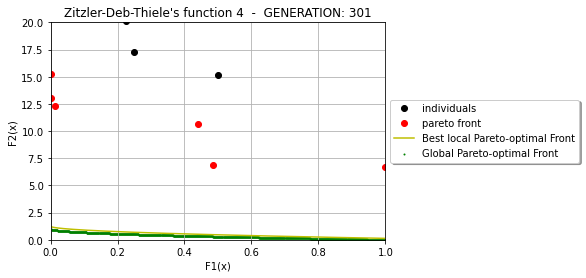 Zitzler-Deb-Thiele's function 4 - GENERATION: 301
20.0
17.5
15.0
12.5
10.0
7.5
5.0
2.5
0.0
F2(x)
0.0 0.2 0.4 0.6 0.8 1.0
F1(x)
individuals
pareto front
Best local Pareto-optimal Front
Global Pareto-optimal Front